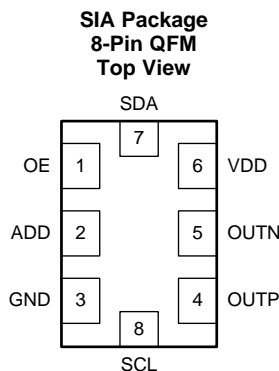 SIA Package
8-Pin QFM
Top View
SDA
7
OE 1 6 VDD
ADD 2 5 OUTN
GND 3 4 OUTP
8
SCL